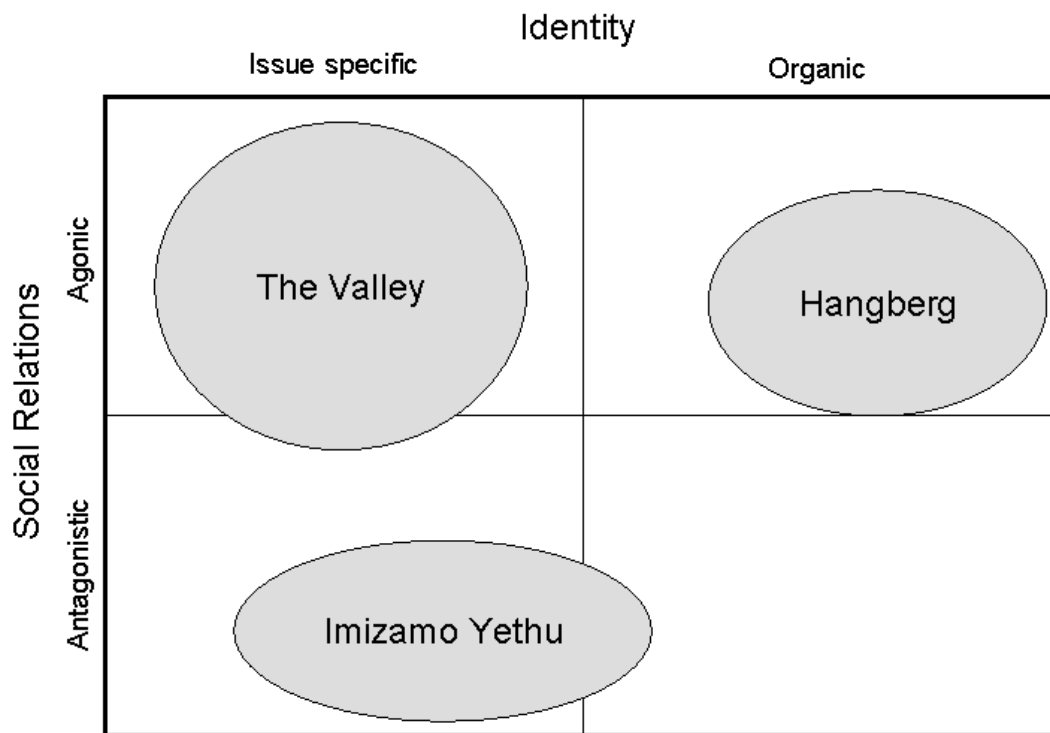 Identity
Issue specific
Organic
Social Relations
Agonic
Antagonistic
The Valley
Hangberg
Imizamo Yethu